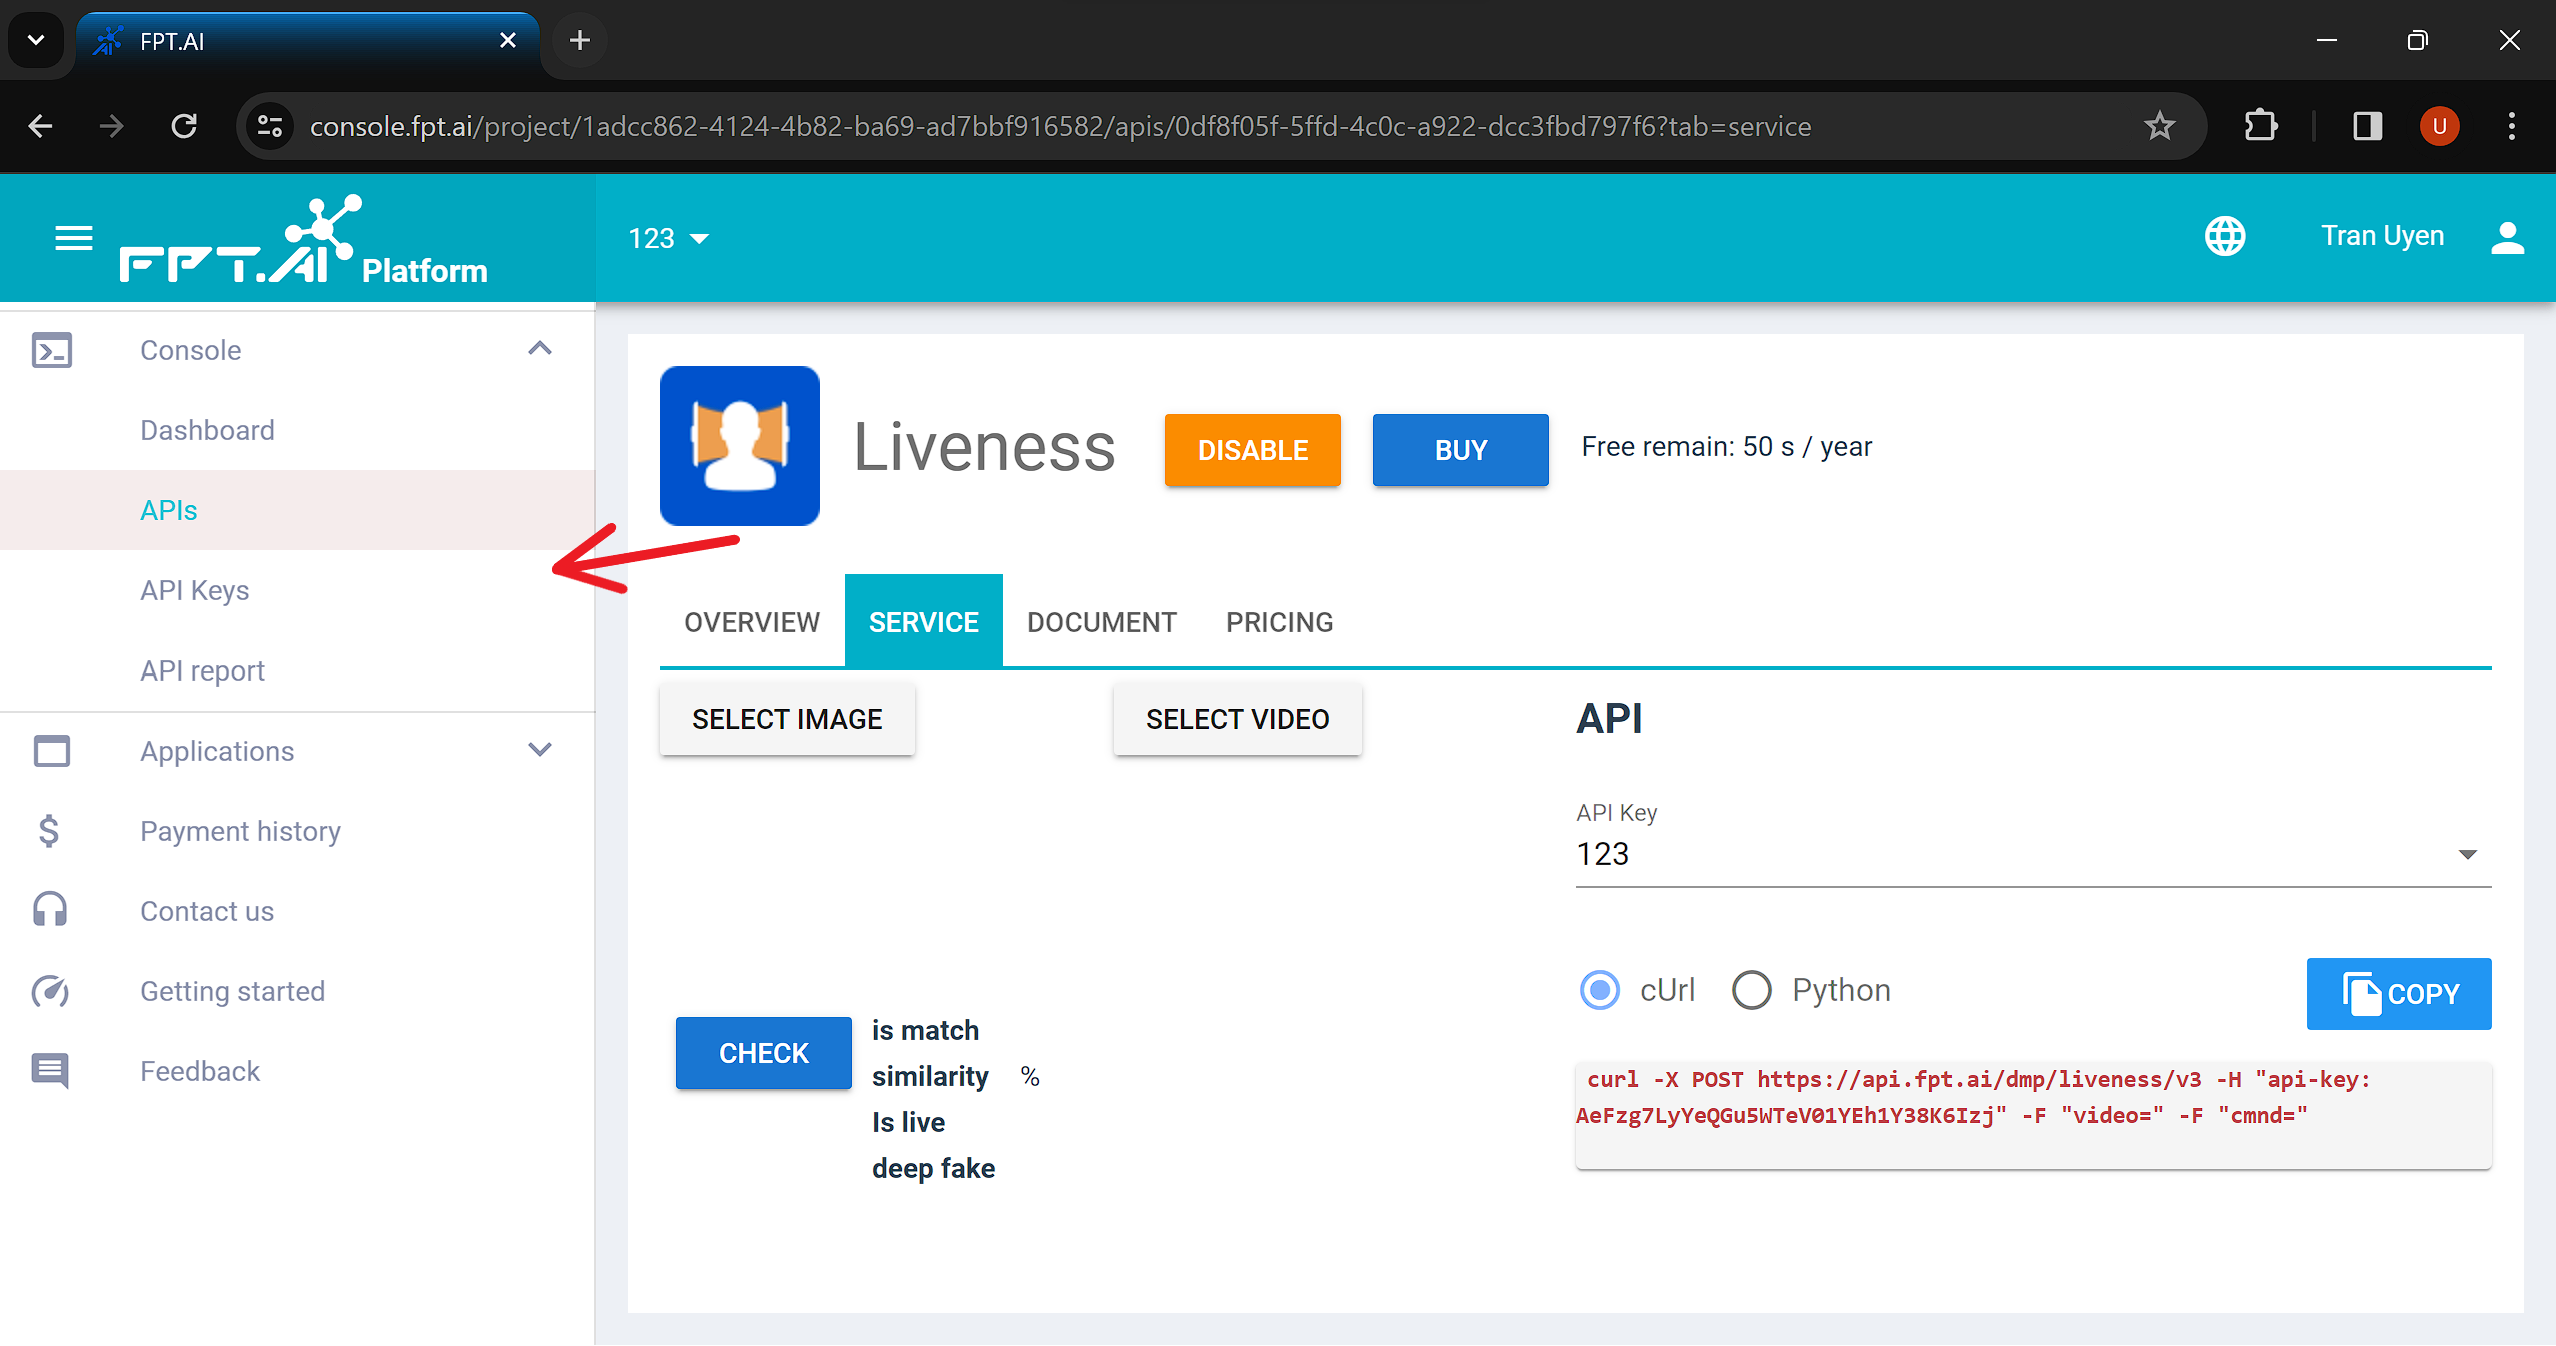 FPT.AI
console.fpt.ai/project/1adcc862-4124-4b82-ba69-ad7bbf916582/apis/0df8f05f-5ffd-4c0c-a922-dcc3fbd797f6?tab=service
U
FPT.AI Platform
123
Tran Uyen
Console
Dashboard
APIs
API Keys
API report
Applications
Payment history
Contact us
Getting started
Feedback
Liveness
DISABLE
BUY
Free remain: 50 s / year
OVERVIEW
SERVICE
DOCUMENT
PRICING
SELECT IMAGE
SELECT VIDEO
CHECK
is match
similarity %
Is live
deep fake
API
API Key
123
cUrl
Python
COPY
curl -X POST https://api.fpt.ai/dmp/liveness/v3 -H "api-key:
AeFzg7LyYeQGu5WTeV01YEh1Y38K6Izj" -F "video=" -F "cmnd="